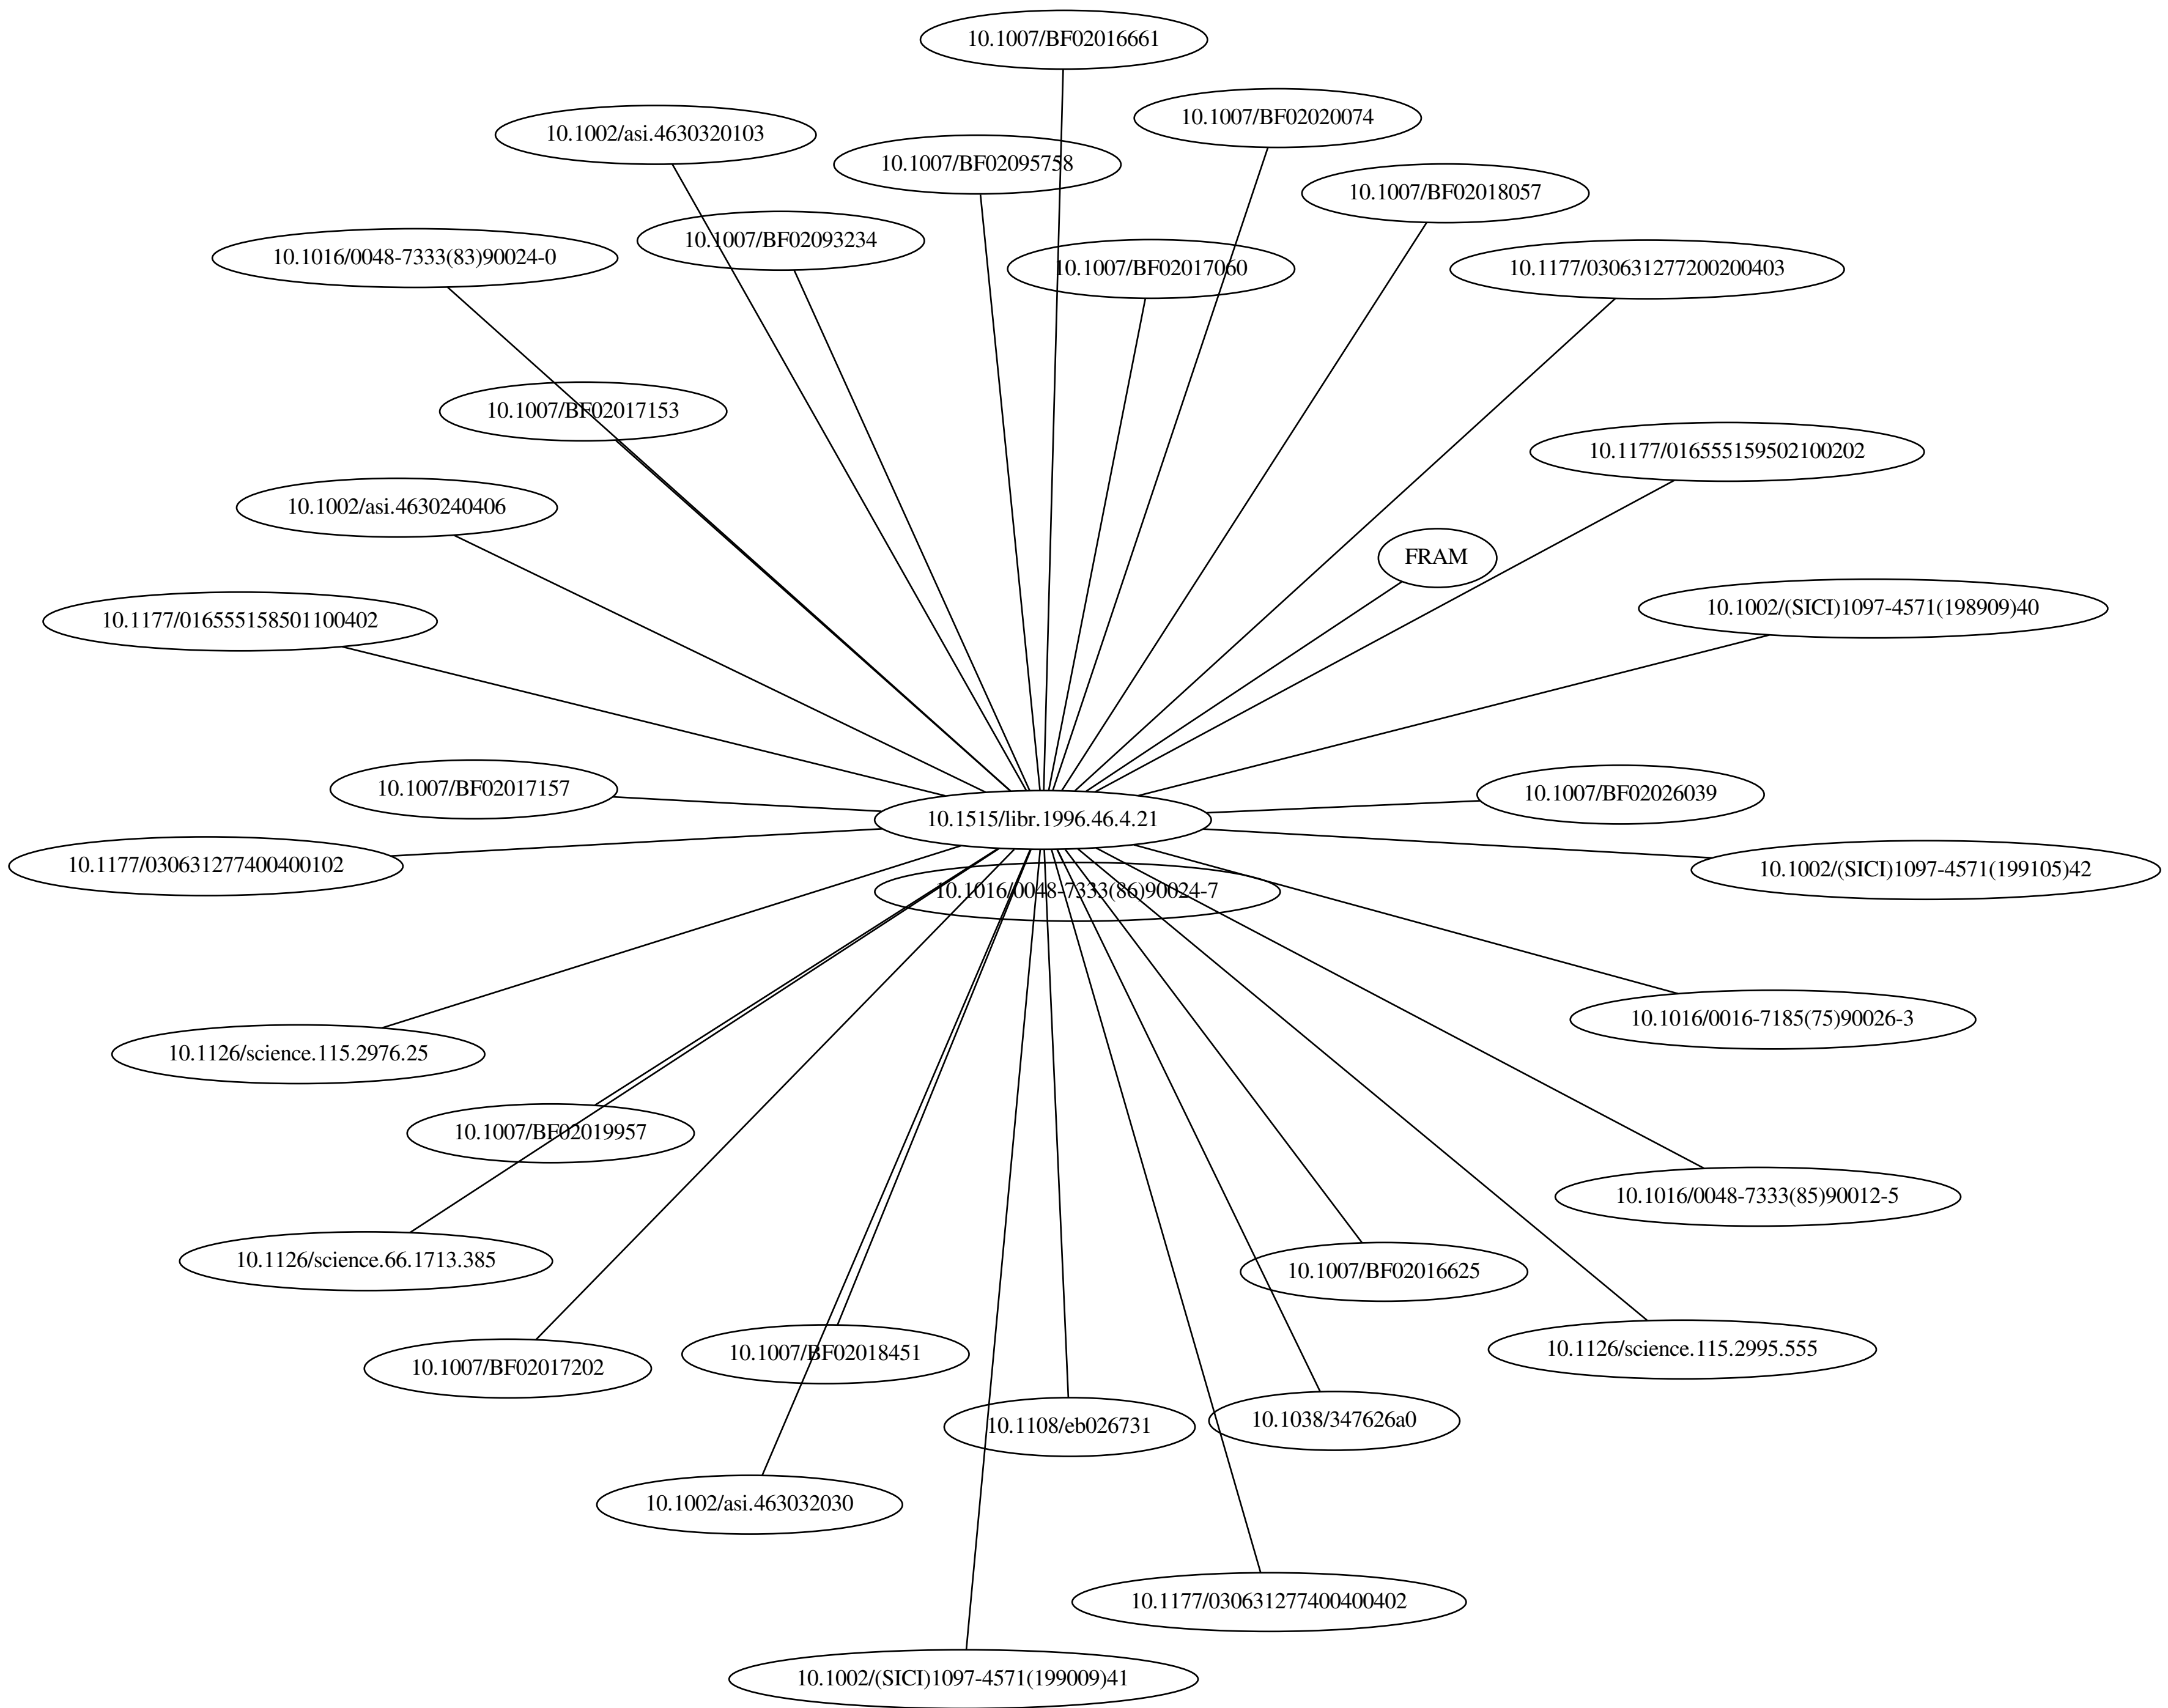 10.1007/BF02016661
10.1007/BF02020074
10.1002/asi.4630320103
10.1007/BF02095758
10.1007/BF02018057
10.1007/BF02093234
10.1016/0048-7333(83)90024-0
10.1007/BF02017060
10.1177/030631277200200403
10.1007/BF02017153
10.1177/016555159502100202
10.1002/asi.4630240406
FRAM
10.1002/(SICI)1097-4571(198909)40
10.1177/016555158501100402
10.1007/BF02017157
10.1007/BF02026039
10.1515/libr.1996.46.4.21
10.1177/030631277400400102
10.1002/(SICI)1097-4571(199105)42
10.1016/0048-7333(86)90024-7
10.1016/0016-7185(75)90026-3
10.1126/science.115.2976.25
10.1007/BF02019957
10.1016/0048-7333(85)90012-5
10.1126/science.66.1713.385
10.1007/BF02016625
10.1126/science.115.2995.555
10.1007/BF02018451
10.1007/BF02017202
10.1038/347626a0
10.1108/eb026731
10.1002/asi.463032030
10.1177/030631277400400402
10.1002/(SICI)1097-4571(199009)41